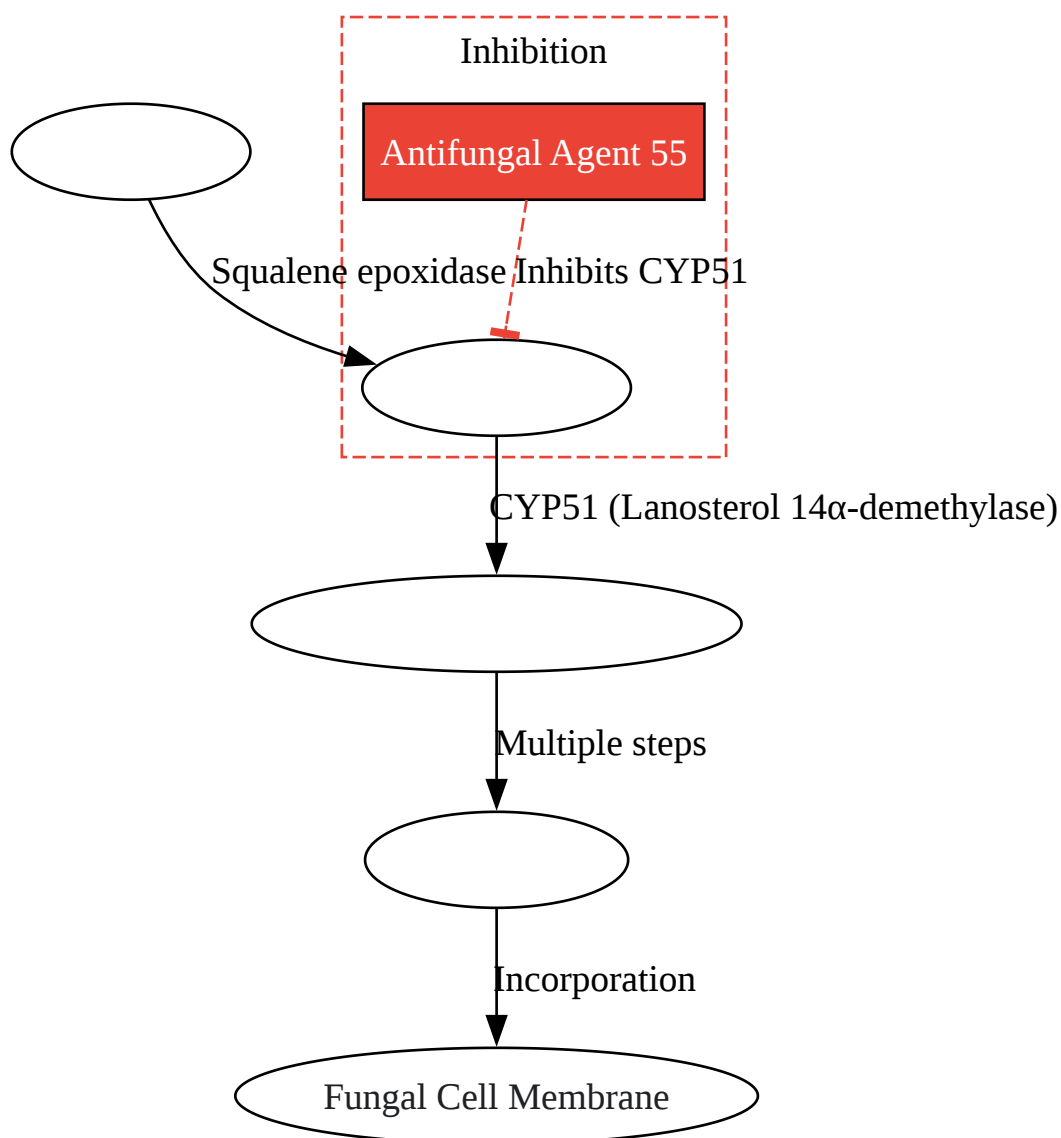 Inhibition
Antifungal Agent 55
Squalene epoxidase
Inhibits CYP51
CYP51 (Lanosterol 14α-demethylase)
Multiple steps
Incorporation
Fungal Cell Membrane